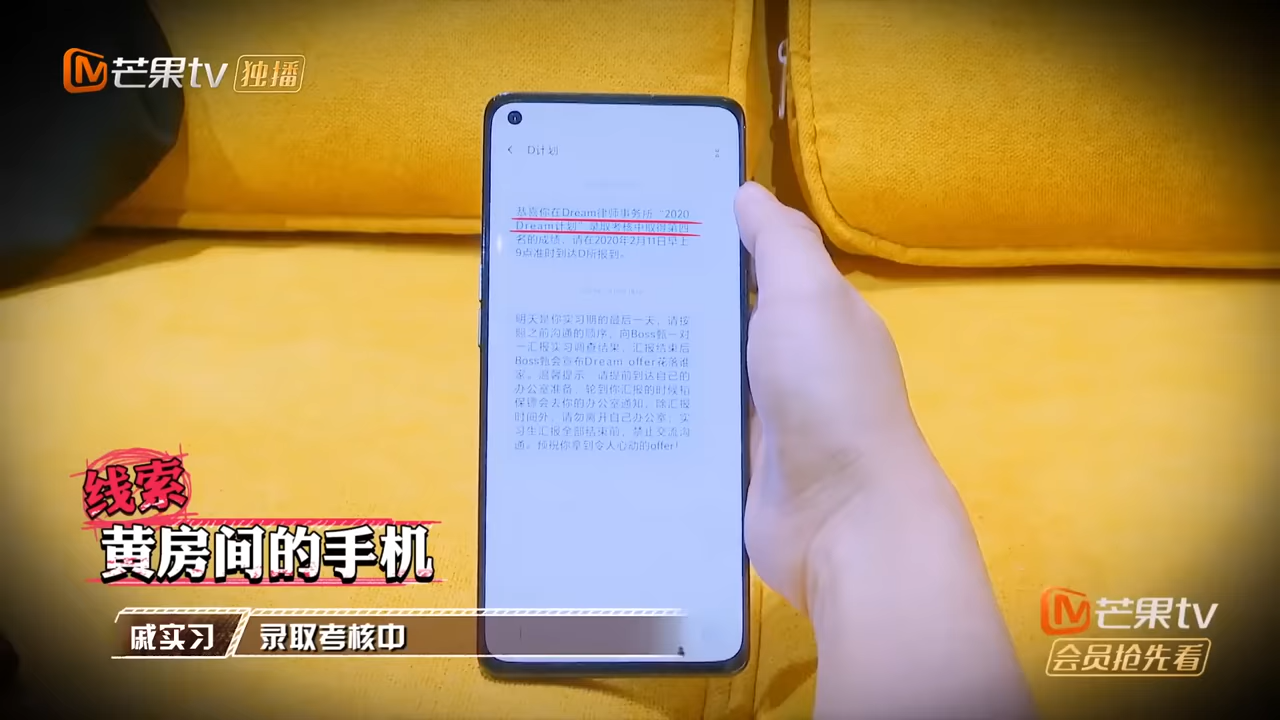 芒果tv 独播
D计划
恭喜你在Dream律师事务所“2020
Dream计划”录取考核中取得第四
名的成绩，请在2020年2月11日早上
9点准时到达D所报到。
明天是你实习期的最后一天，请按
照之前沟通的顺序，向Boss甄一对
一汇报实习调查结果，汇报结束后
Boss甄会宣布Dream offer花落谁
家。温馨提示：请提前到达自己的
办公室准备，轮到你汇报的时候稻
保镖会去你的办公室通知，除汇报
时间外，请勿离开自己办公室，实
习生汇报全部结束前，禁止交流沟
通。预祝你拿到令人心动的offer！
线索
黄房间的手机
戚实习 录取考核中
芒果tv
会员抢先看